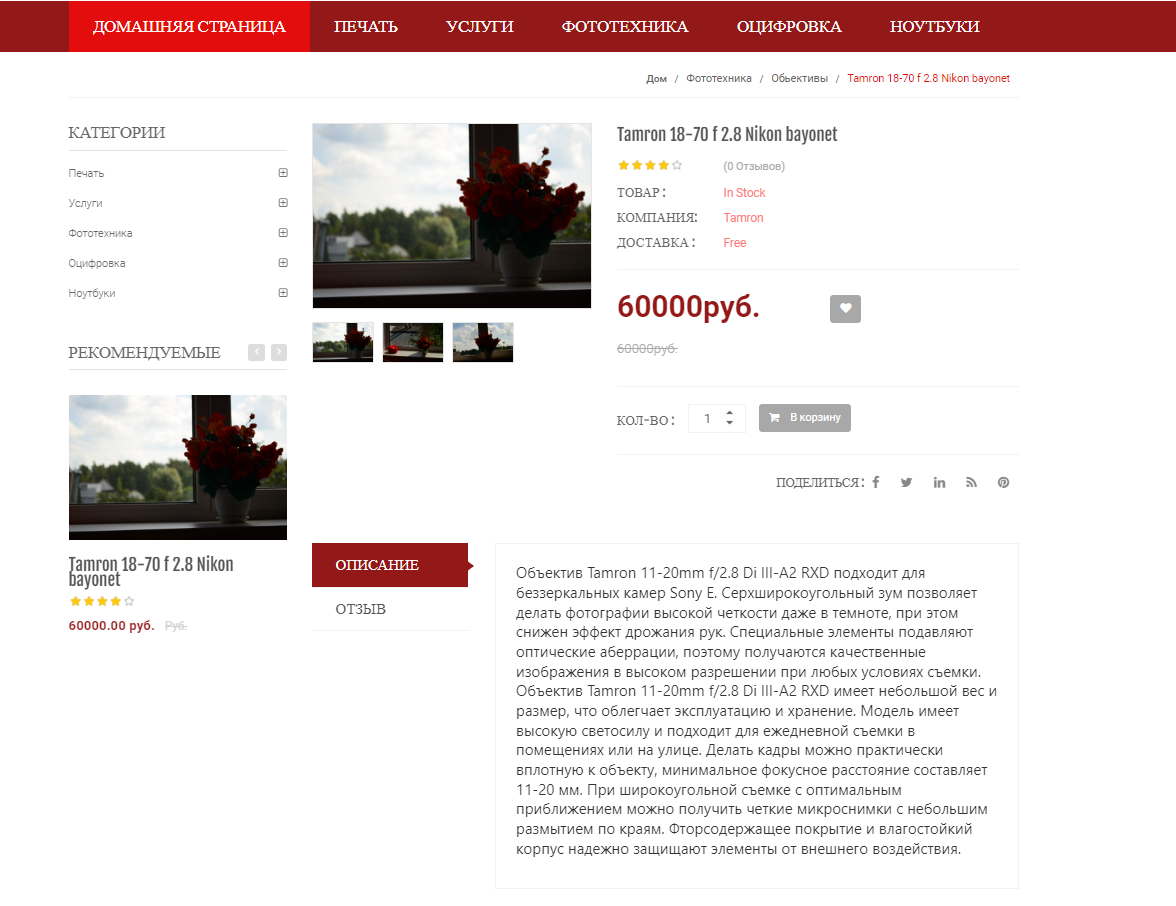 ДОМАШНЯЯ СТРАНИЦА ПЕЧАТЬ УСЛУГИ ФОТОТЕХНИКА ОЦИФРОВКА НОУТБУКИ
Дом / Фототехника / Обьективы / Tamron 18-70 f 2.8 Nikon bayonet
КАТЕГОРИИ
Печать
Услуги
Фототехника
Оцифровка
Ноутбуки
РЕКОМЕНДУЕМЫЕ
Tamron 18-70 f 2.8 Nikon
bayonet
60000.00 руб. Руб.
Tamron 18-70 f 2.8 Nikon bayonet
(0 Отзывов)
ТОВАР : In Stock
КОМПАНИЯ: Tamron
ДОСТАВКА : Free
60000руб.
60000руб.
КОЛ-ВО : 1 В корзину
ПОДЕЛИТЬСЯ :
ОПИСАНИЕ
ОТЗЫВ
Объектив Tamron 11-20mm f/2.8 Di III-A2 RXD подходит для
беззеркальных камер Sony E. Серхширокоугольный зум позволяет
делать фотографии высокой четкости даже в темноте, при этом
снижен эффект дрожания рук. Специальные элементы подавляют
оптические аберрации, поэтому получаются качественные
изображения в высоком разрешении при любых условиях съемки.
Объектив Tamron 11-20mm f/2.8 Di III-A2 RXD имеет небольшой вес и
размер, что облегчает эксплуатацию и хранение. Модель имеет
высокую светосилу и подходит для ежедневной съемки в
помещениях или на улице. Делать кадры можно практически
вплотную к объекту, минимальное фокусное расстояние составляет
11-20 мм. При широкоугольной съемке с оптимальным
приближением можно получить четкие микроснимки с небольшим
размытием по краям. Фторсодержащее покрытие и влагостойкий
корпус надежно защищают элементы от внешнего воздействия.